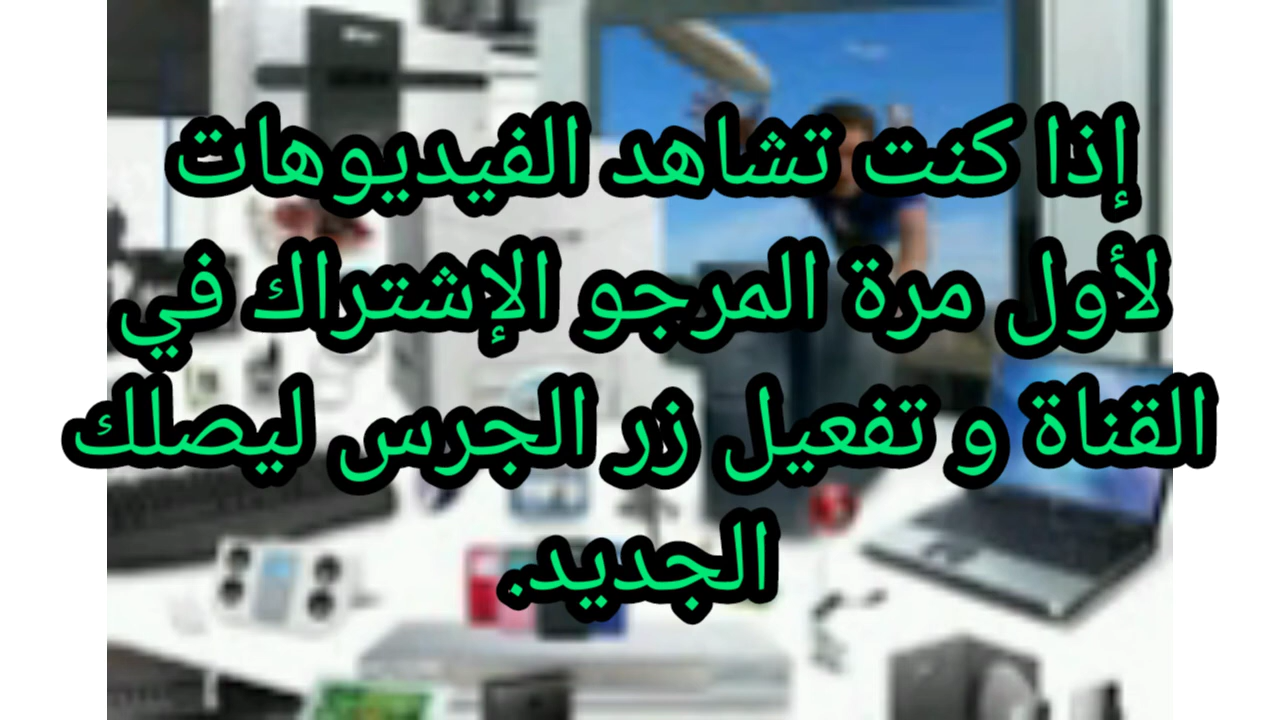 إذا كنت تشاهد الفيديوهات
لأول مرة المرجو الإشتراك في
القناة و تفعيل زر الجرس ليصلك
الجديد.